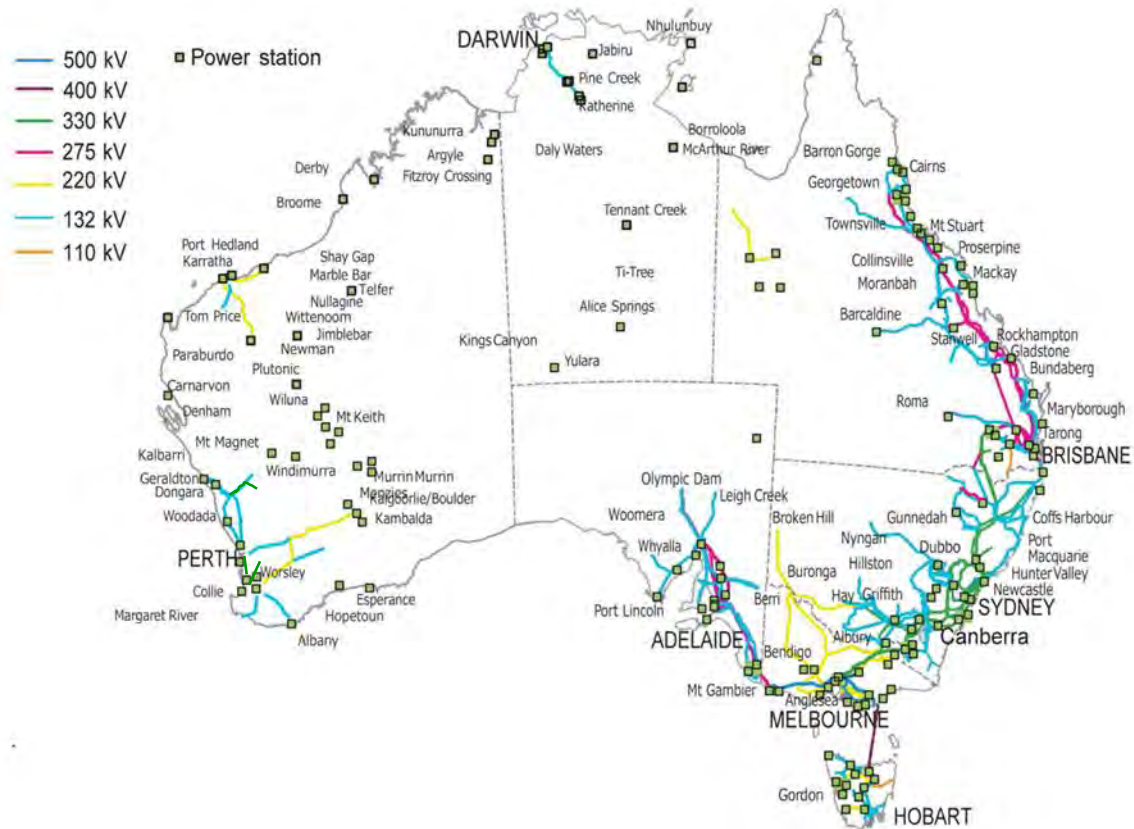 500 kV
400 kV
330 kV
275 kV
220 kV
132 kV
110 kV
Power station
DARWIN
Nhulunbuy
Jabiru
Pine Creek
Katherine
Kununurra
Argyle
Fitzroy Crossing
Daly Waters
Borroloola
McArthur River
Derby
Broome
Barron Gorge
Cairns
Georgetown
Townsville
Mt Stuart
Proserpine
Collinsville
Mackay
Moranbah
Barcaldine
Stanwell
Rockhampton
Gladstone
Bundaberg
Tennant Creek
Ti-Tree
Alice Springs
Kings Canyon
Yulara
Port Hedland
Karratha
Shay Gap
Marble Bar
Telfer
Nullagine
Tom Price
Wittenoom
Jimblebar
Newman
Paraburdo
Plutonic
Carnarvon
Wiluna
Denham
Mt Keith
Mt Magnet
Kalbarri
Windimurra
Geraldton
Murrin Murrin
Dongara
Menzies
Kalgoorlie/Boulder
Woodada
Kambalda
PERTH
Worsley
Collie
Esperance
Margaret River
Hopetoun
Albany
Roma
Maryborough
Tarong
BRISBANE
Olympic Dam
Leigh Creek
Woomera
Broken Hill
Gunnedah
Coffs Harbour
Nyngan
Port
Macquarie
Whyalla
Dubbo
Buronga
Hillston
Hunter Valley
Newcastle
Port Lincoln
Berri
Hay
Griffith
SYDNEY
ADELAIDE
Albury
Canberra
Bendigo
Mt Gambier
Anglesea
MELBOURNE
Gordon
HOBART